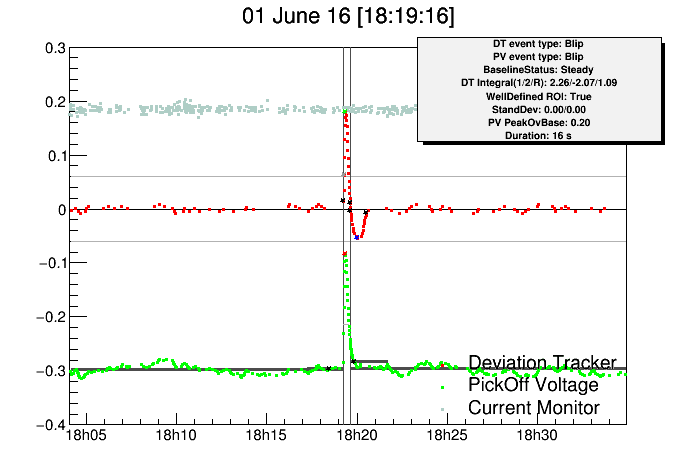 01 June 16 [18:19:16]
DT event type: Blip
PV event type: Blip
BaselineStatus: Steady
DT Integral(1/2/R): 2.26/-2.07/1.09
WellDefined ROI: True
StandDev: 0.00/0.00
PV PeakOvBase: 0.20
Duration: 16 s
0.3
0.2
0.1
0
−0.1
−0.2
−0.3
−0.4
Deviation Tracker
PickOff Voltage
Current Monitor
18h05 18h10 18h15 18h20 18h25 18h30